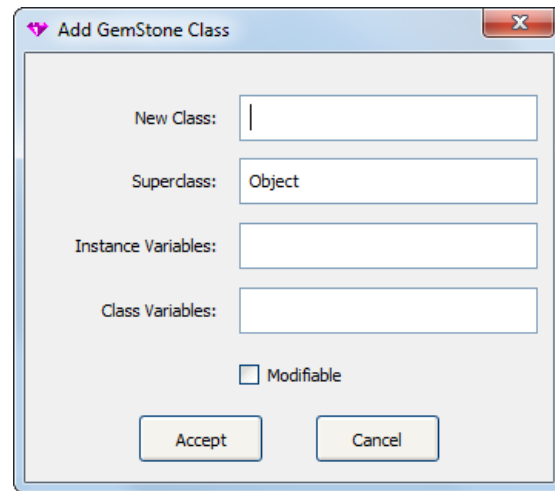 Add GemStone Class
New Class:
Superclass: Object
Instance Variables:
Class Variables:
Modifiable
Accept Cancel